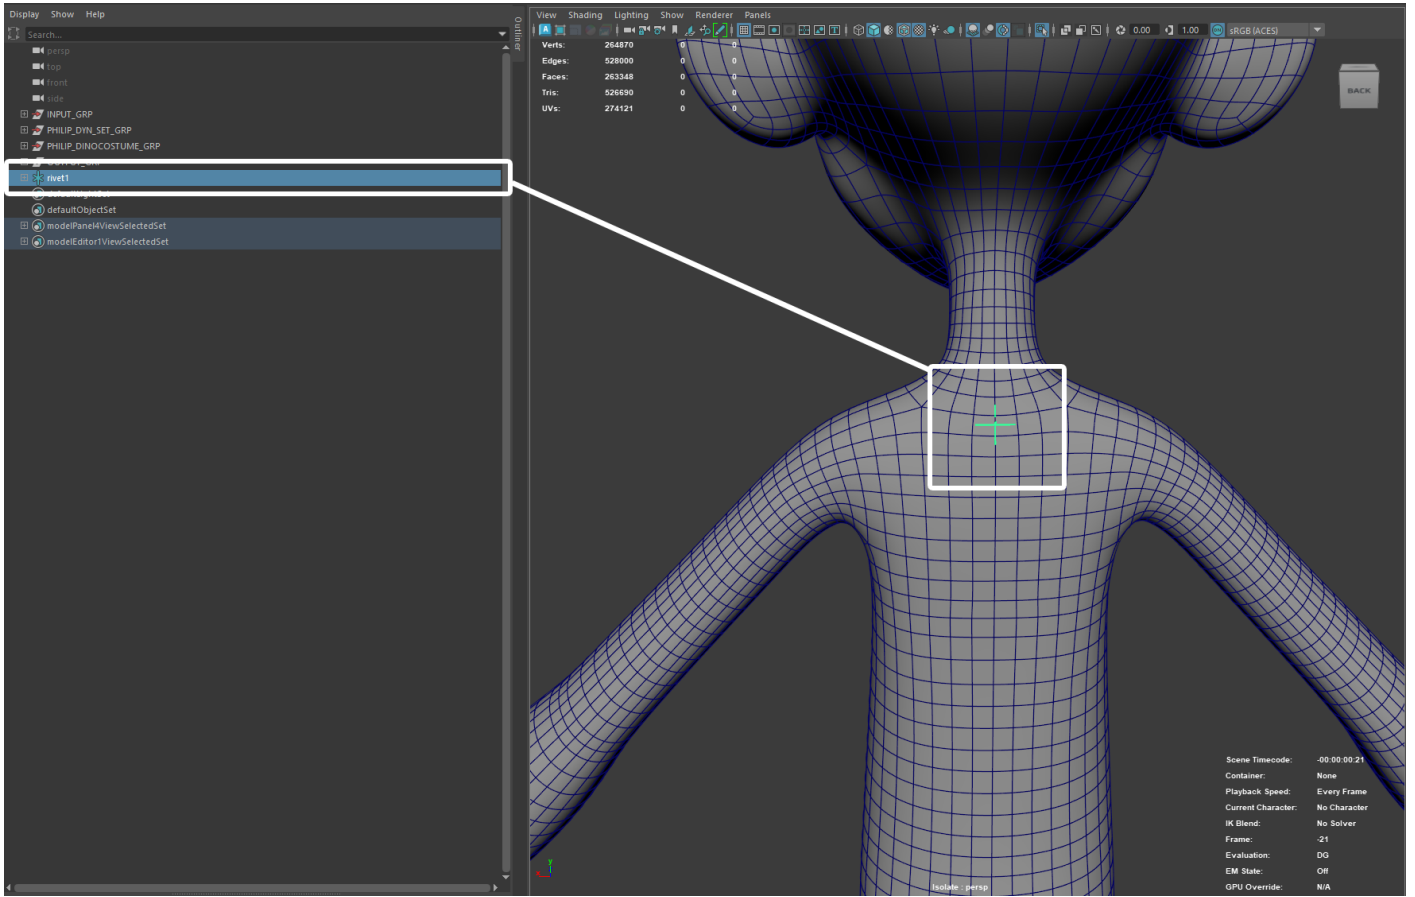 Display Show Help
Search...
persp
top
front
side
INPUT_GRP
PHILIP_DYN_SET_GRP
PHILIP_DINOCOSTUME_GRP
rivet1
defaultObjectSet
modelPanel4ViewSelectedSet
modelEditor1ViewSelectedSet
Outliner
View Shading Lighting Show Renderer Panels
0.00 1.00 sRGB (ACES)
Verts: 264870 0 0
Edges: 528000 0 0
Faces: 263348 0 0
Tris: 526690 0 0
UVs: 274121 0 0
BACK
Scene Timecode: -00:00:00:21
Container: None
Playback Speed: Every Frame
Current Character: No Character
IK Blend: No Solver
Frame: -21
Evaluation: DG
EM State: Off
GPU Override: N/A
y
Isolate : persp